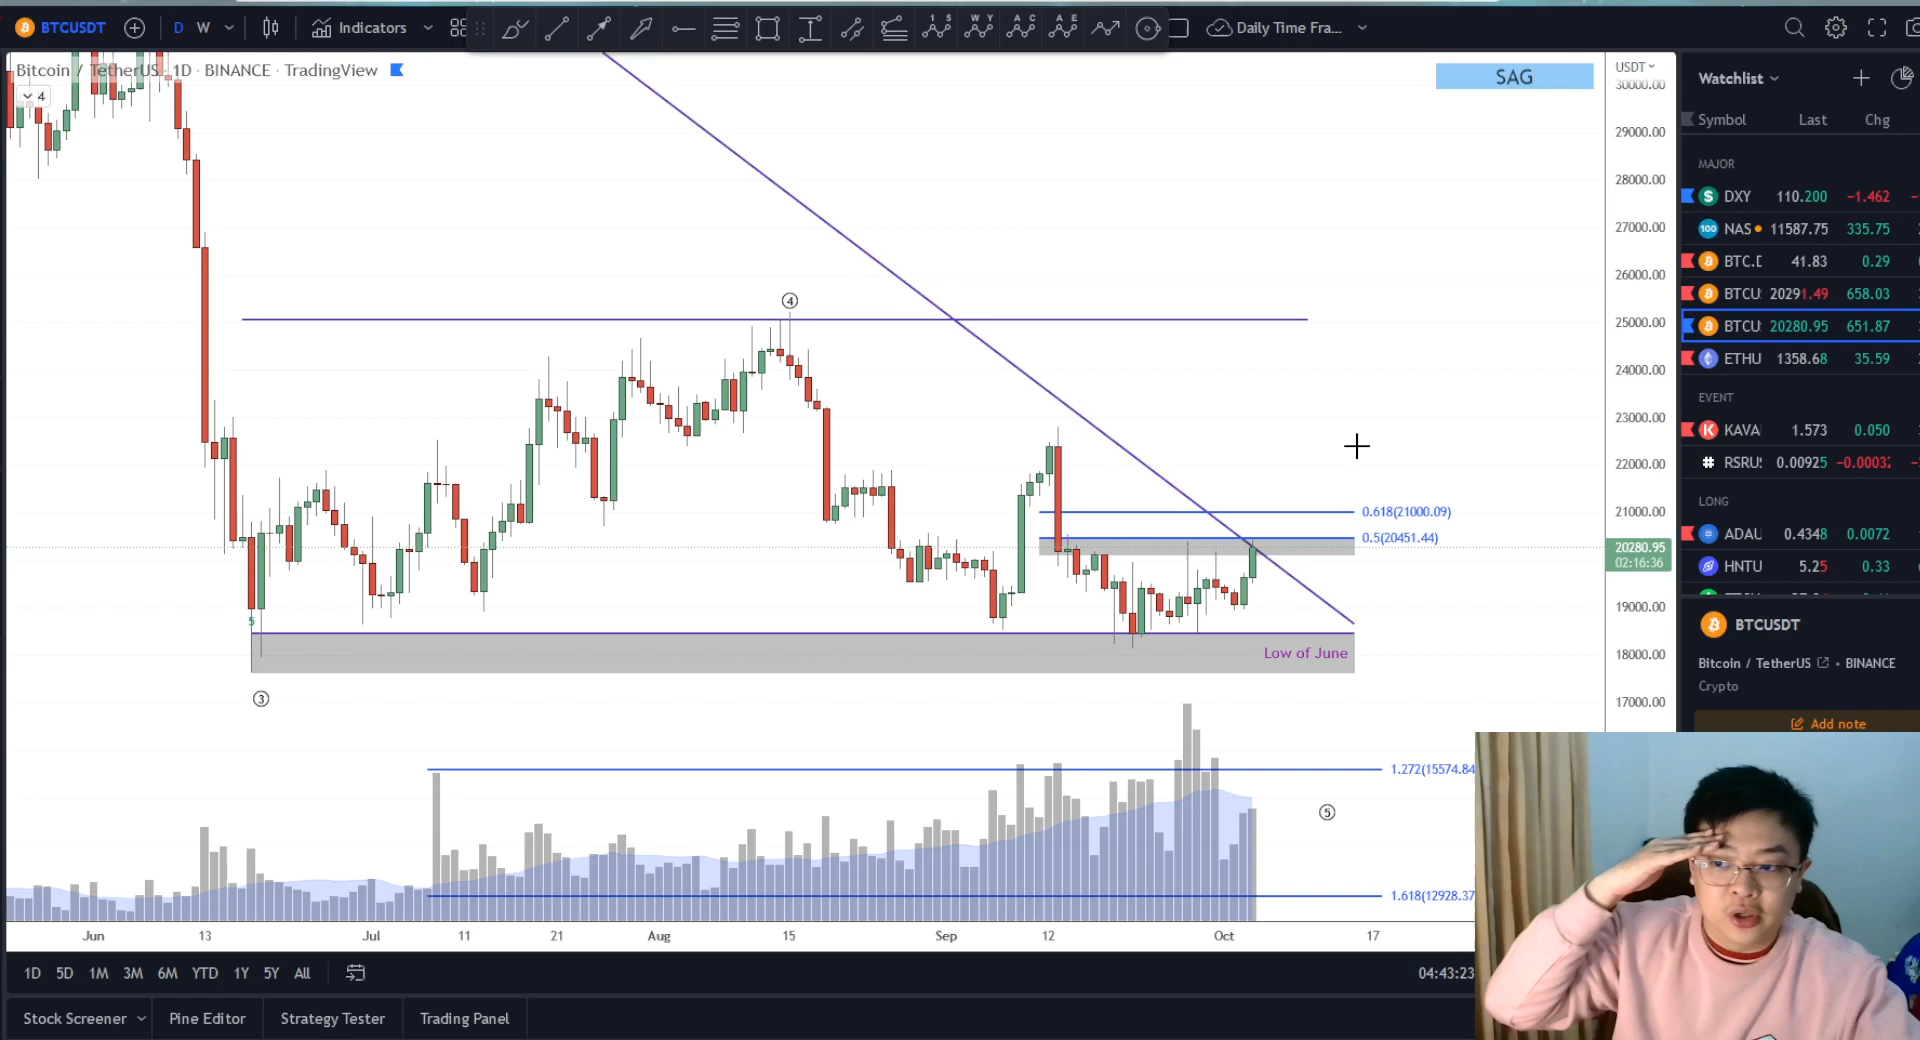 BTCUSDT D W Indicators Daily Time Fra...
Bitcoin / TetherUS · 1D · BINANCE · TradingView
4
SAG
USDT
30000.00
29000.00
28000.00
27000.00
26000.00
25000.00
24000.00
23000.00
22000.00
21000.00
20280.95
02:16:36
19000.00
18000.00
17000.00
4
0.618(21000.09)
0.5(20451.44)
5
Low of June
3
1.272(15574.84
5
1.618(12928.37
Jun 13 Jul 11 21 Aug 15 Sep 12 Oct 17
1D 5D 1M 3M 6M YTD 1Y 5Y All
04:43:23
Stock Screener Pine Editor Strategy Tester Trading Panel
Watchlist
Symbol Last Chg
MAJOR
DXY 110.200 −1.462
100 NAS 11587.75 335.75
BTC.D 41.83 0.29
BTCU 20291.49 658.03
BTCU 20280.95 651.87
ETHU 1358.68 35.59
EVENT
KAVA 1.573 0.050
RSRU 0.00925
LONG
ADAU 0.4348 0.0072
HNTU 5.25 0.33
BTCUSDT
Bitcoin / TetherUS • BINANCE
Crypto
Add note